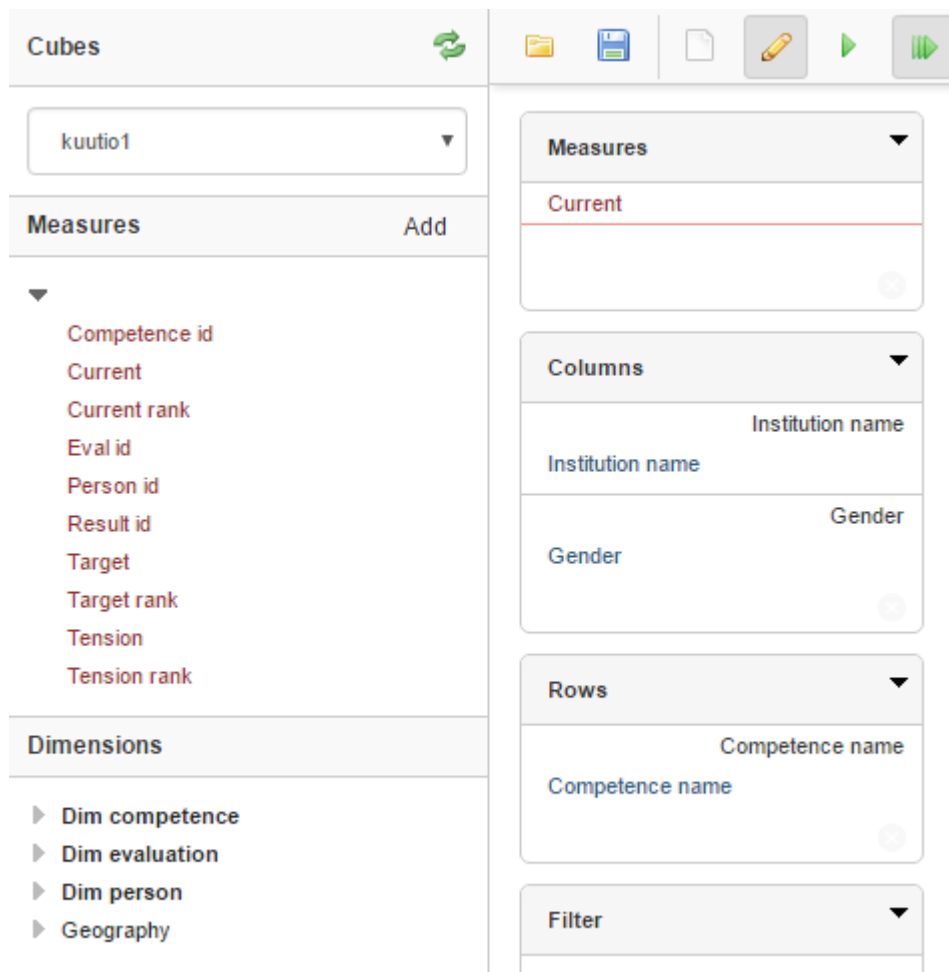 Cubes
kuutio1
Measures Add
Competence id
Current
Current rank
Eval id
Person id
Result id
Target
Target rank
Tension
Tension rank
Dimensions
Dim competence
Dim evaluation
Dim person
Geography
Measures
Current
Columns
Institution name
Institution name
Gender
Gender
Rows
Competence name
Competence name
Filter